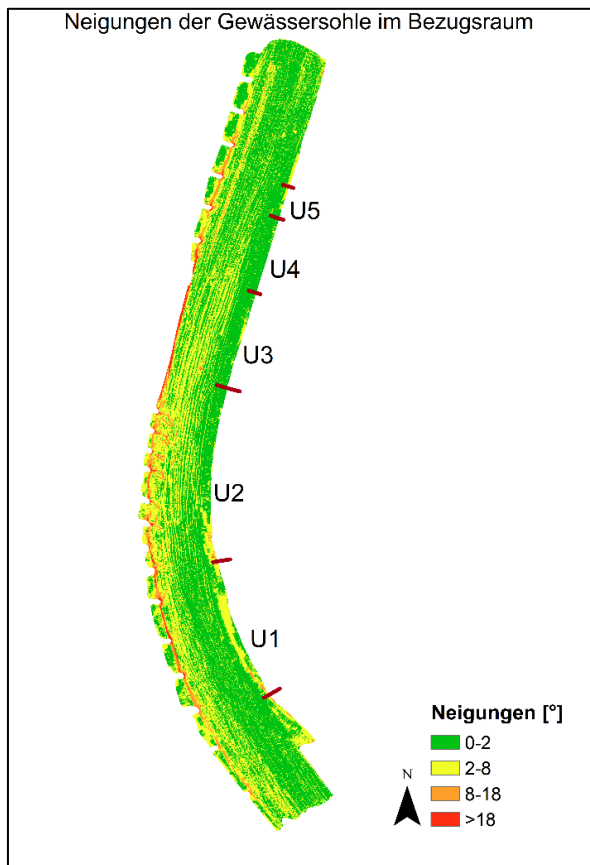 Neigungen der Gewässersohle im Bezugsraum
U5
U4
U3
U2
U1
Neigungen [°]
0-2
2-8
8-18
>18
N